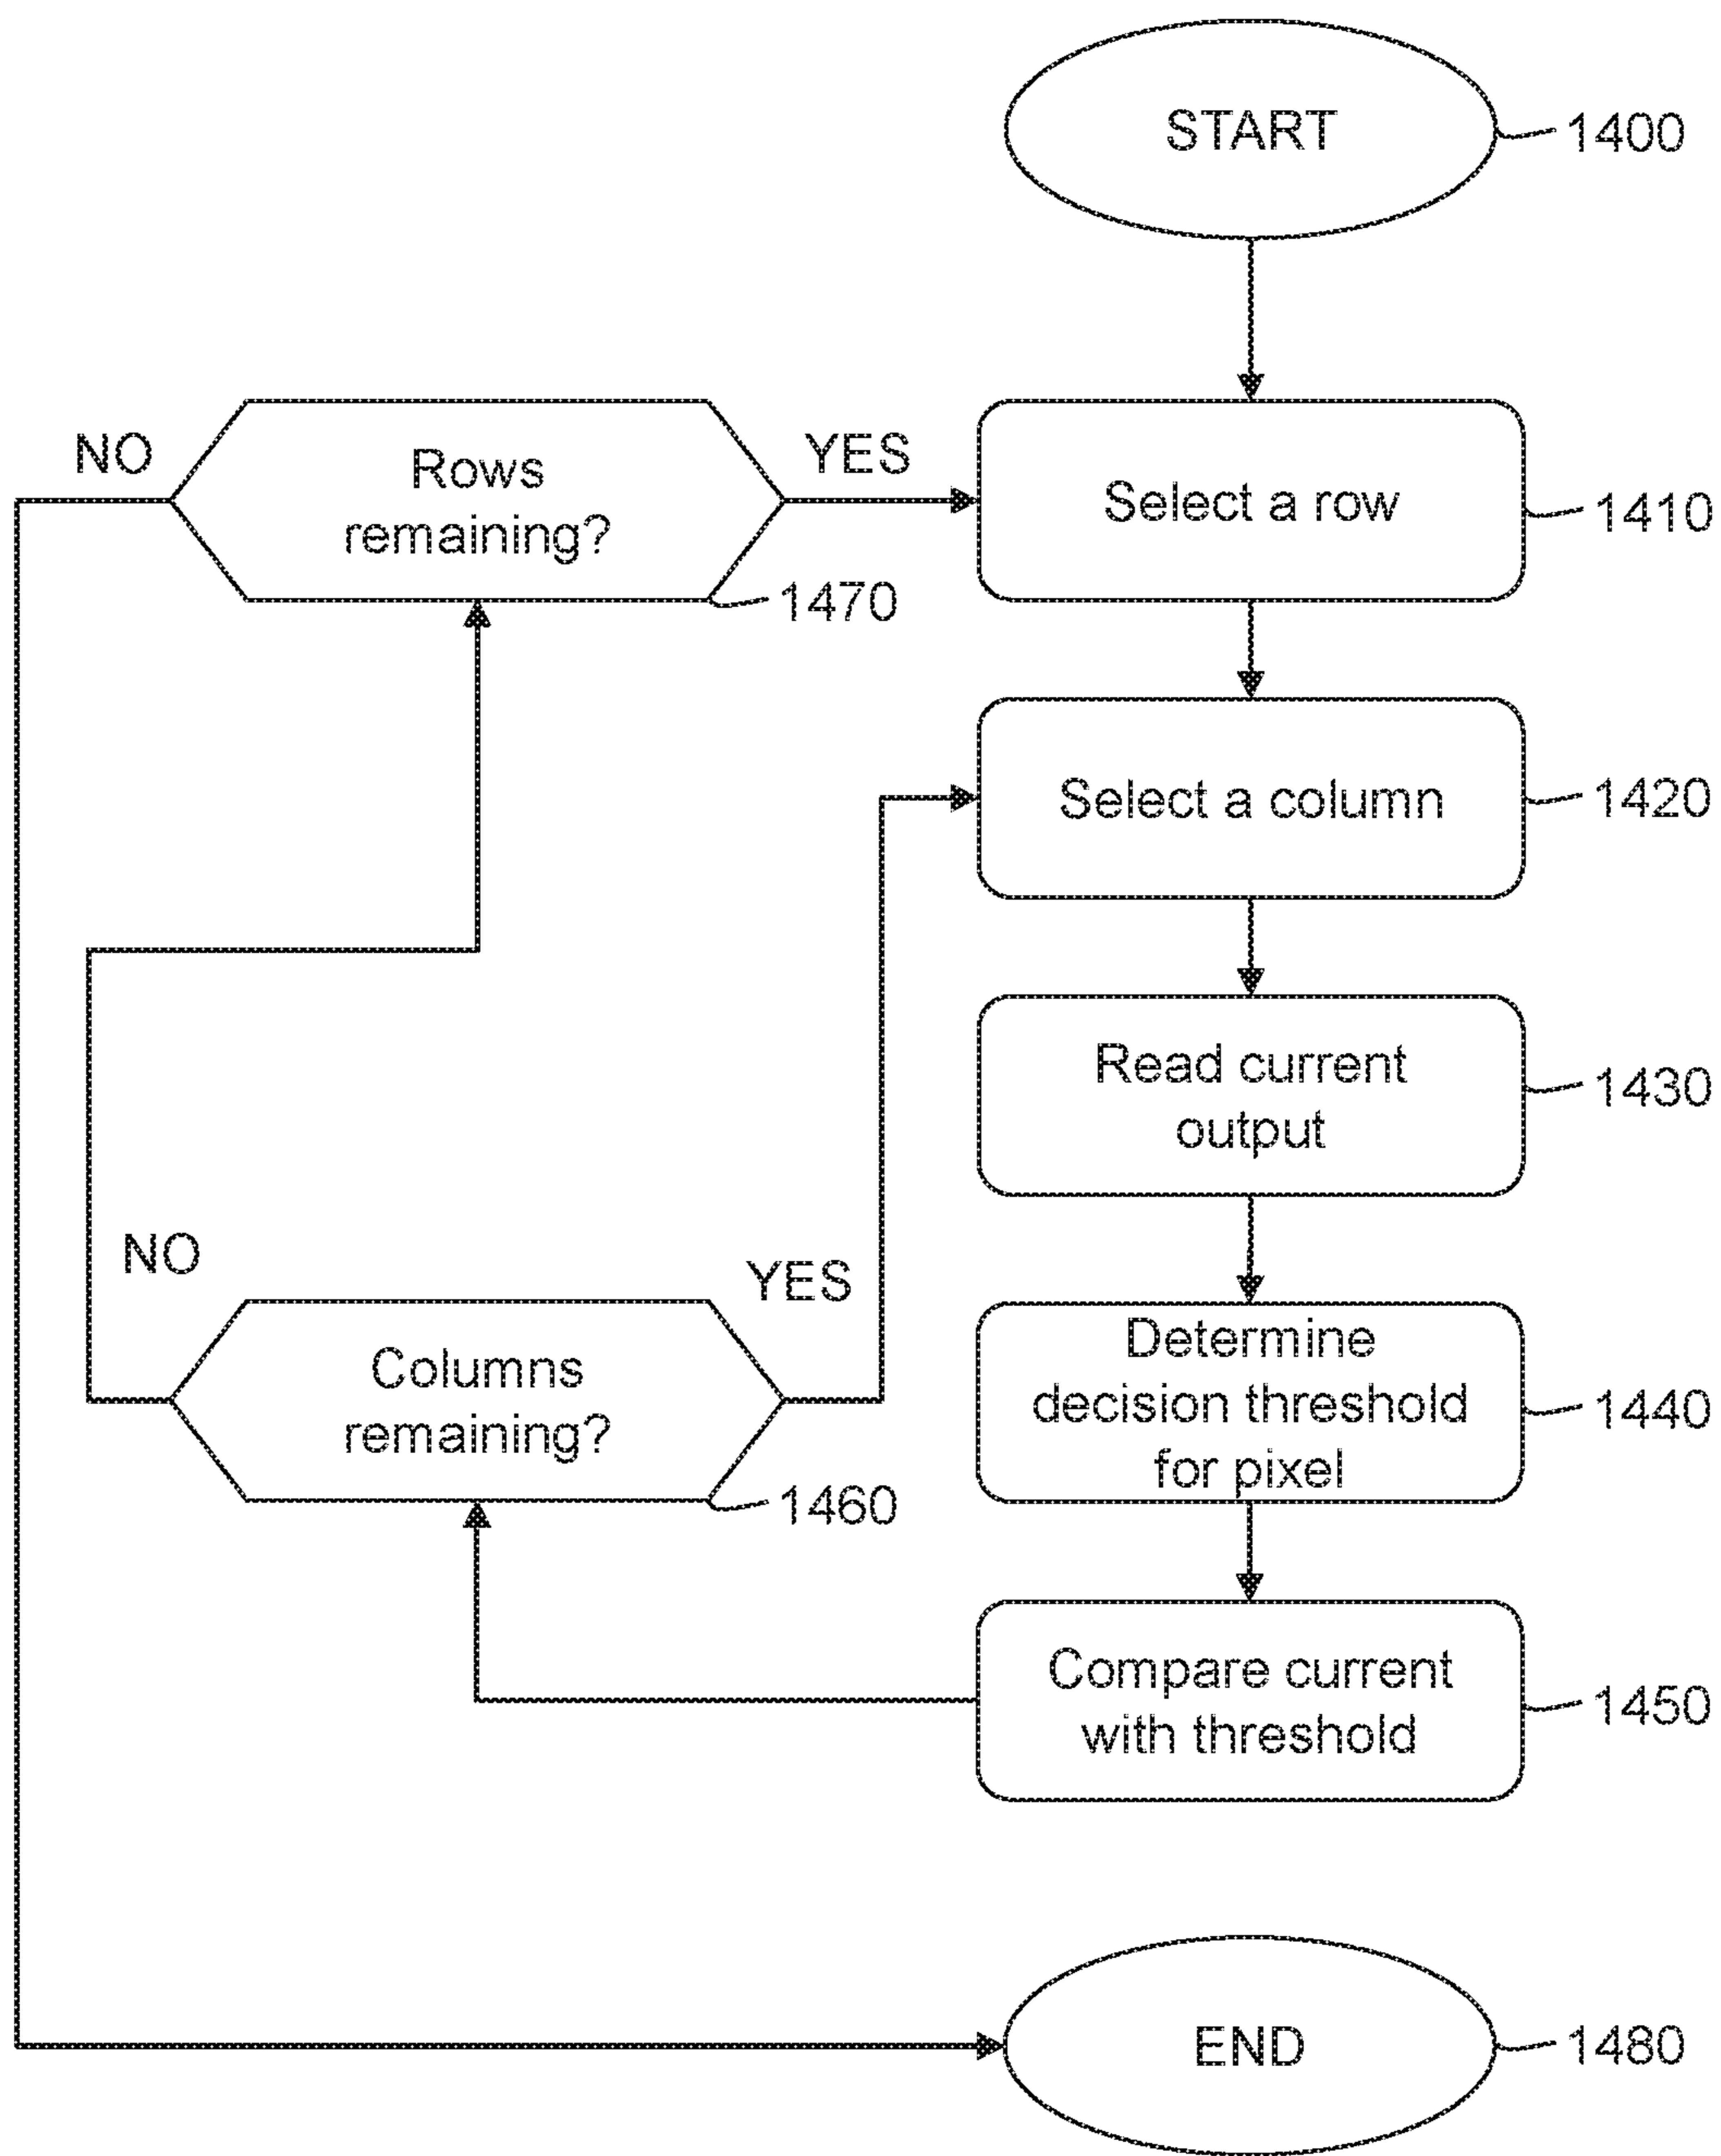 START
1400
NO
Rows
remaining?
YES
1470
Select a row
1410
Select a column
1420
Read current
output
1430
NO
Columns
remaining?
YES
1460
Determine
decision threshold
for pixel
1440
Compare current
with threshold
1450
END
1480